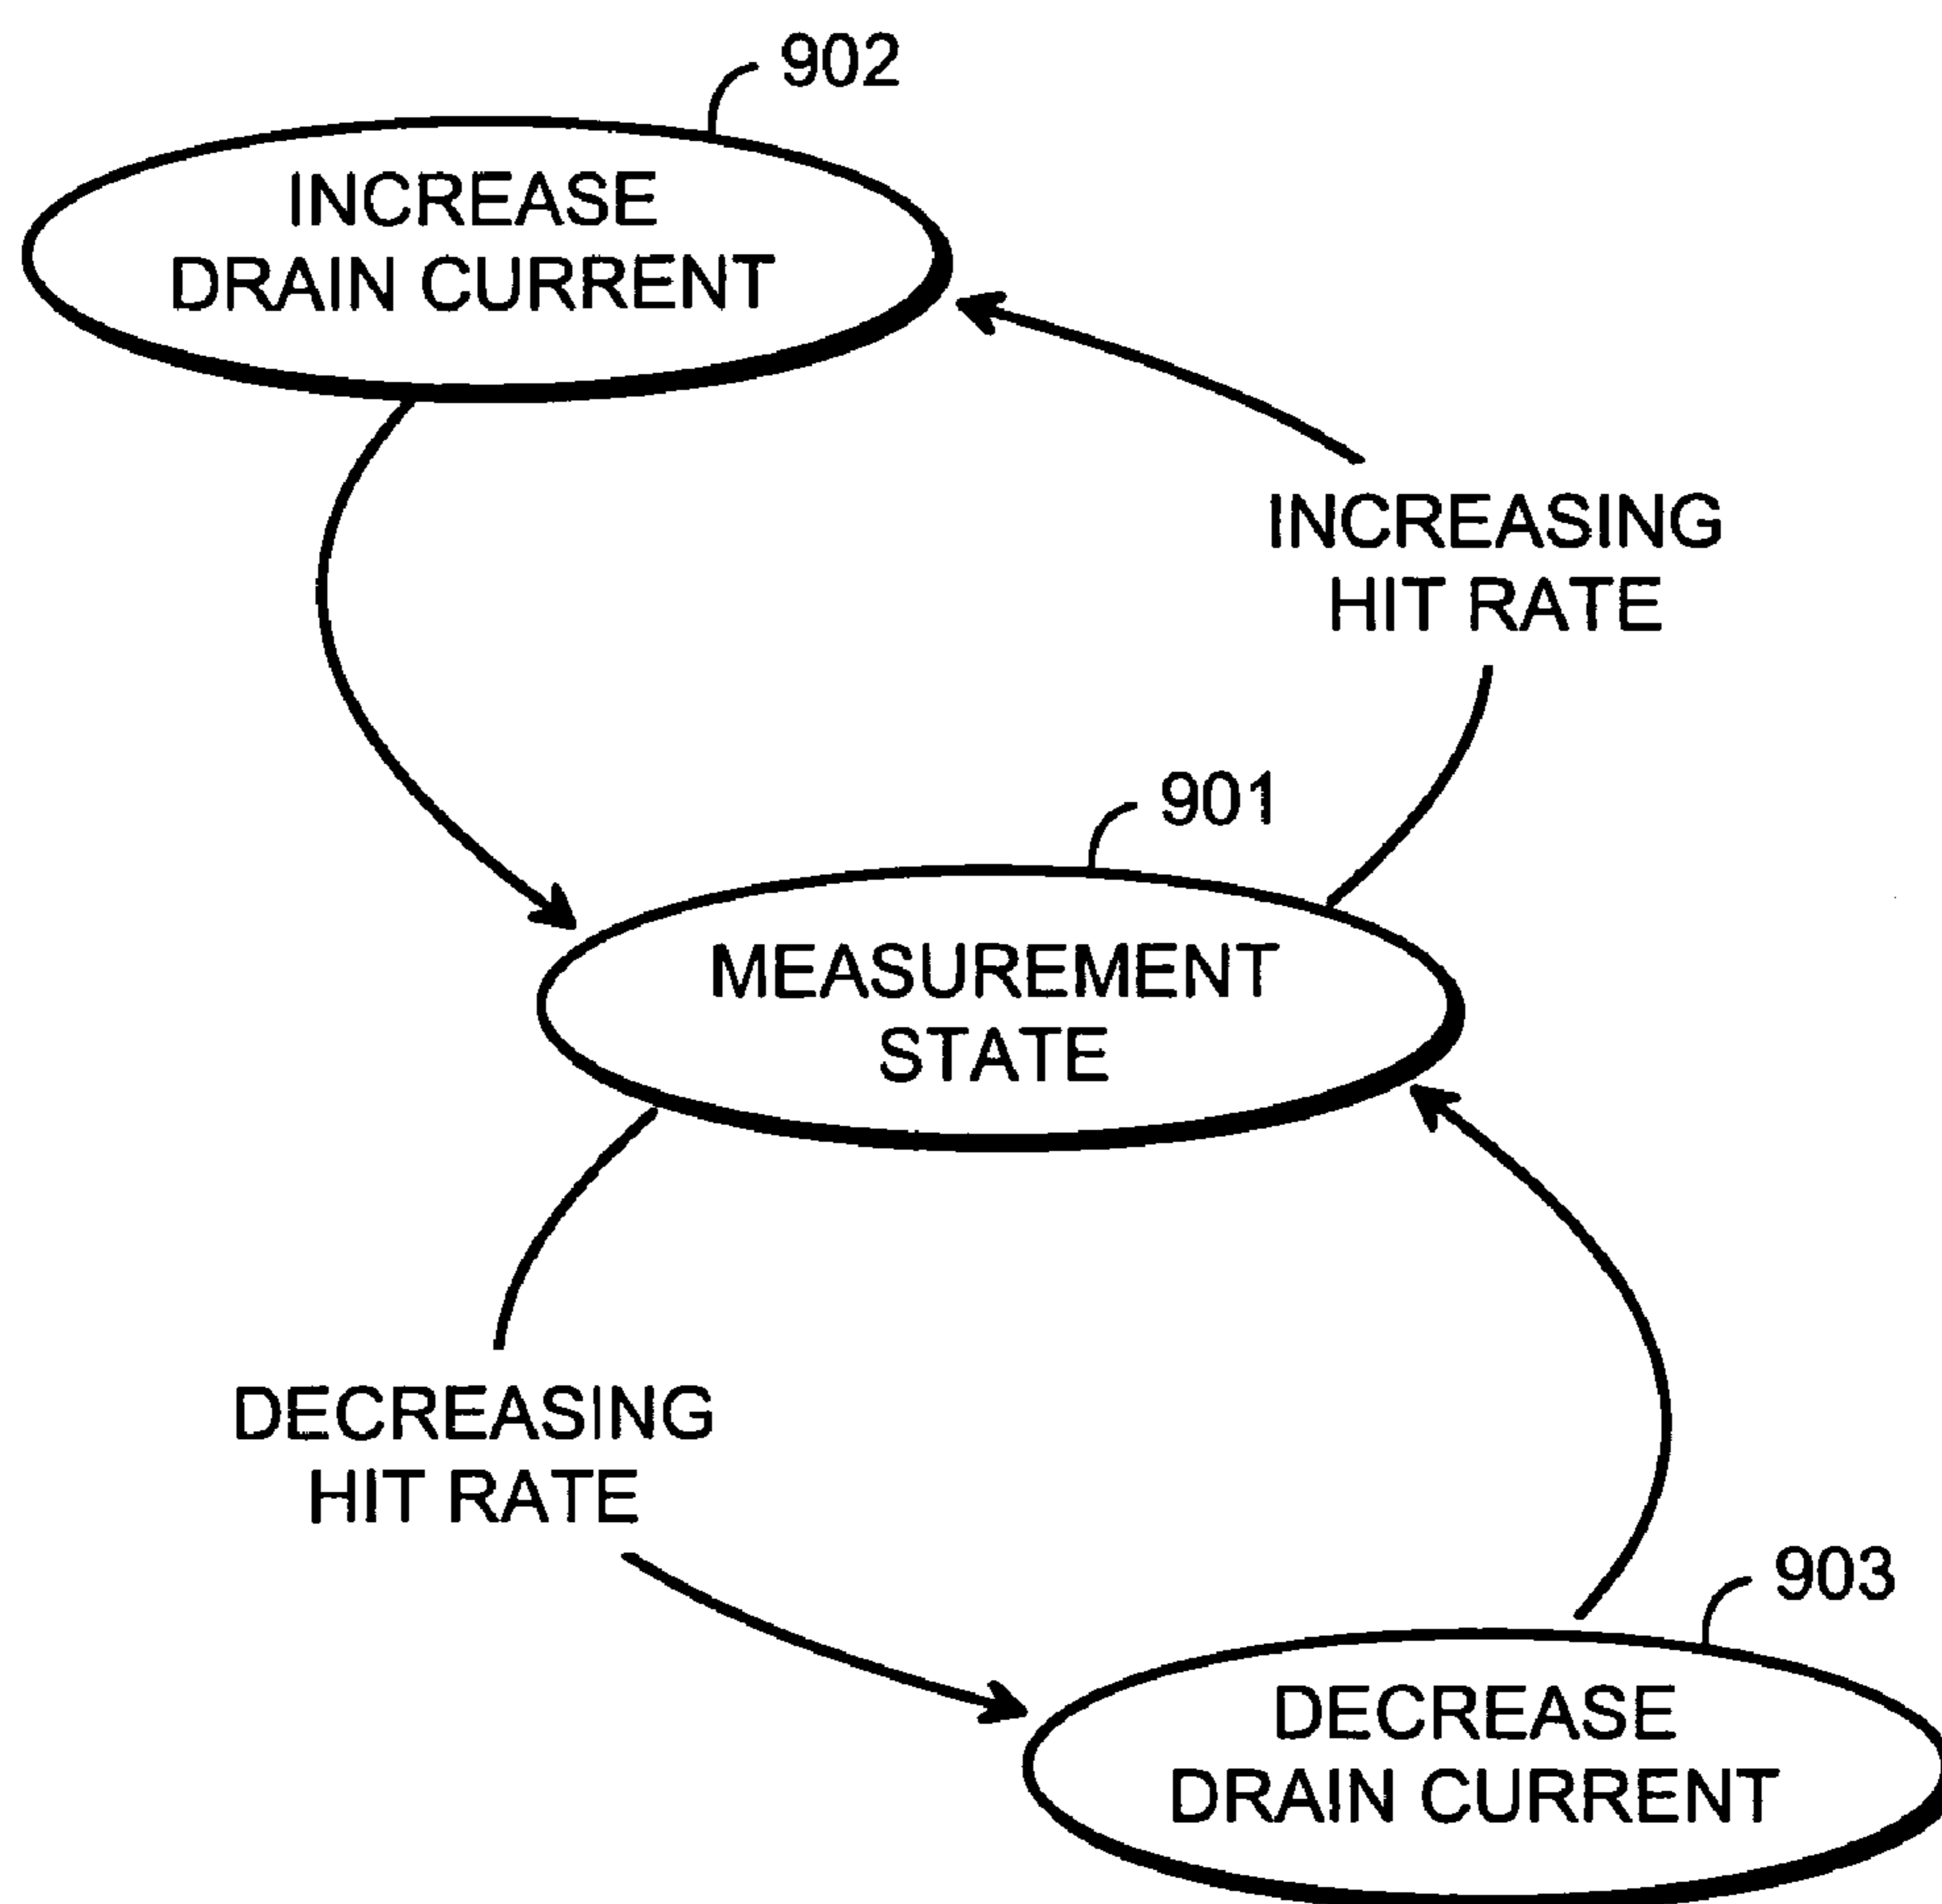 902
INCREASE
DRAIN CURRENT
INCREASING
HIT RATE
901
MEASUREMENT
STATE
DECREASING
HIT RATE
903
DECREASE
DRAIN CURRENT